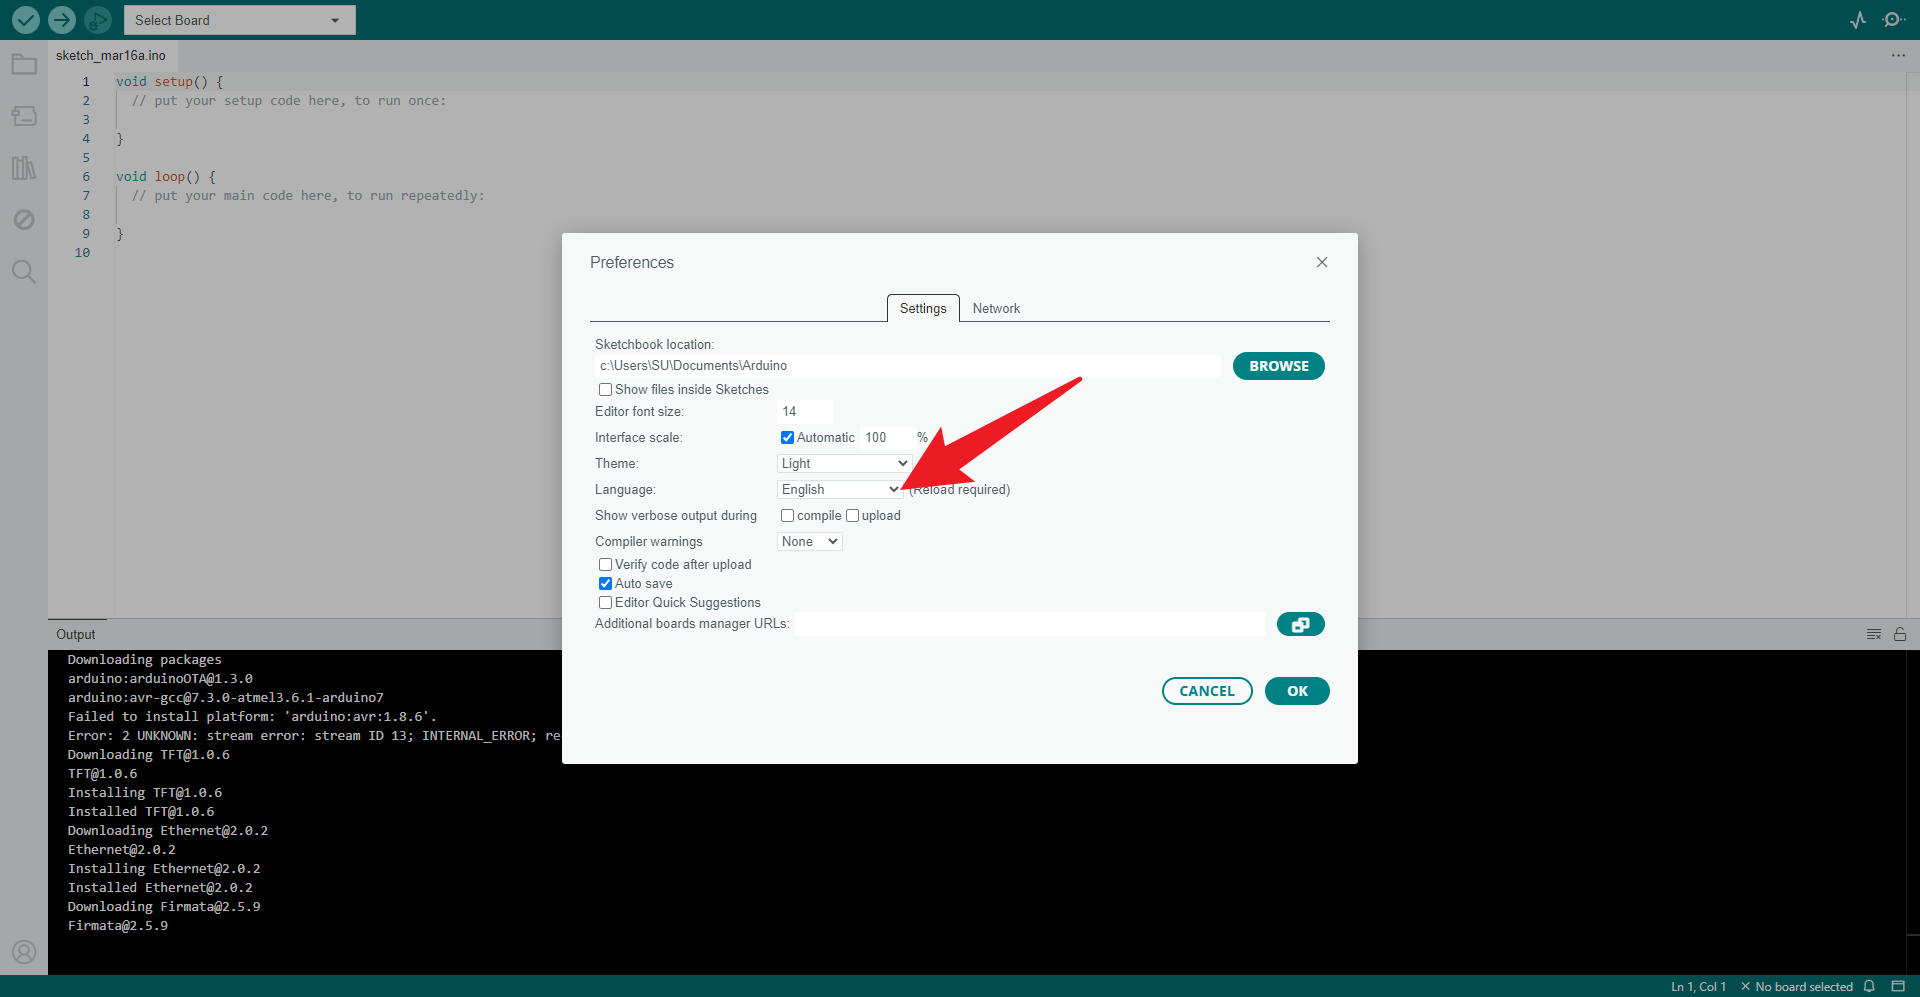 Select Board
sketch_mar16a.ino
1 void setup() {
2 // put your setup code here, to run once:
3
4 }
5
6 void loop() {
7 // put your main code here, to run repeatedly:
8
9 }
10
Preferences
Settings Network
Sketchbook location:
c:\Users\SU\Documents\Arduino BROWSE
Show files inside Sketches
Editor font size: 14
Interface scale: Automatic 100 %
Theme: Light
Language: English (Reload required)
Show verbose output during compile upload
Compiler warnings None
Verify code after upload
Auto save
Editor Quick Suggestions
Additional boards manager URLs:
CANCEL OK
Output
Downloading packages
arduino:arduinoOTA@1.3.0
arduino:avr-gcc@7.3.0-atmel3.6.1-arduino7
Failed to install platform: 'arduino:avr:1.8.6'.
Error: 2 UNKNOWN: stream error: stream ID 13; INTERNAL_ERROR; re
Downloading TFT@1.0.6
TFT@1.0.6
Installing TFT@1.0.6
Installed TFT@1.0.6
Downloading Ethernet@2.0.2
Ethernet@2.0.2
Installing Ethernet@2.0.2
Installed Ethernet@2.0.2
Downloading Firmata@2.5.9
Firmata@2.5.9
Ln 1, Col 1 No board selected